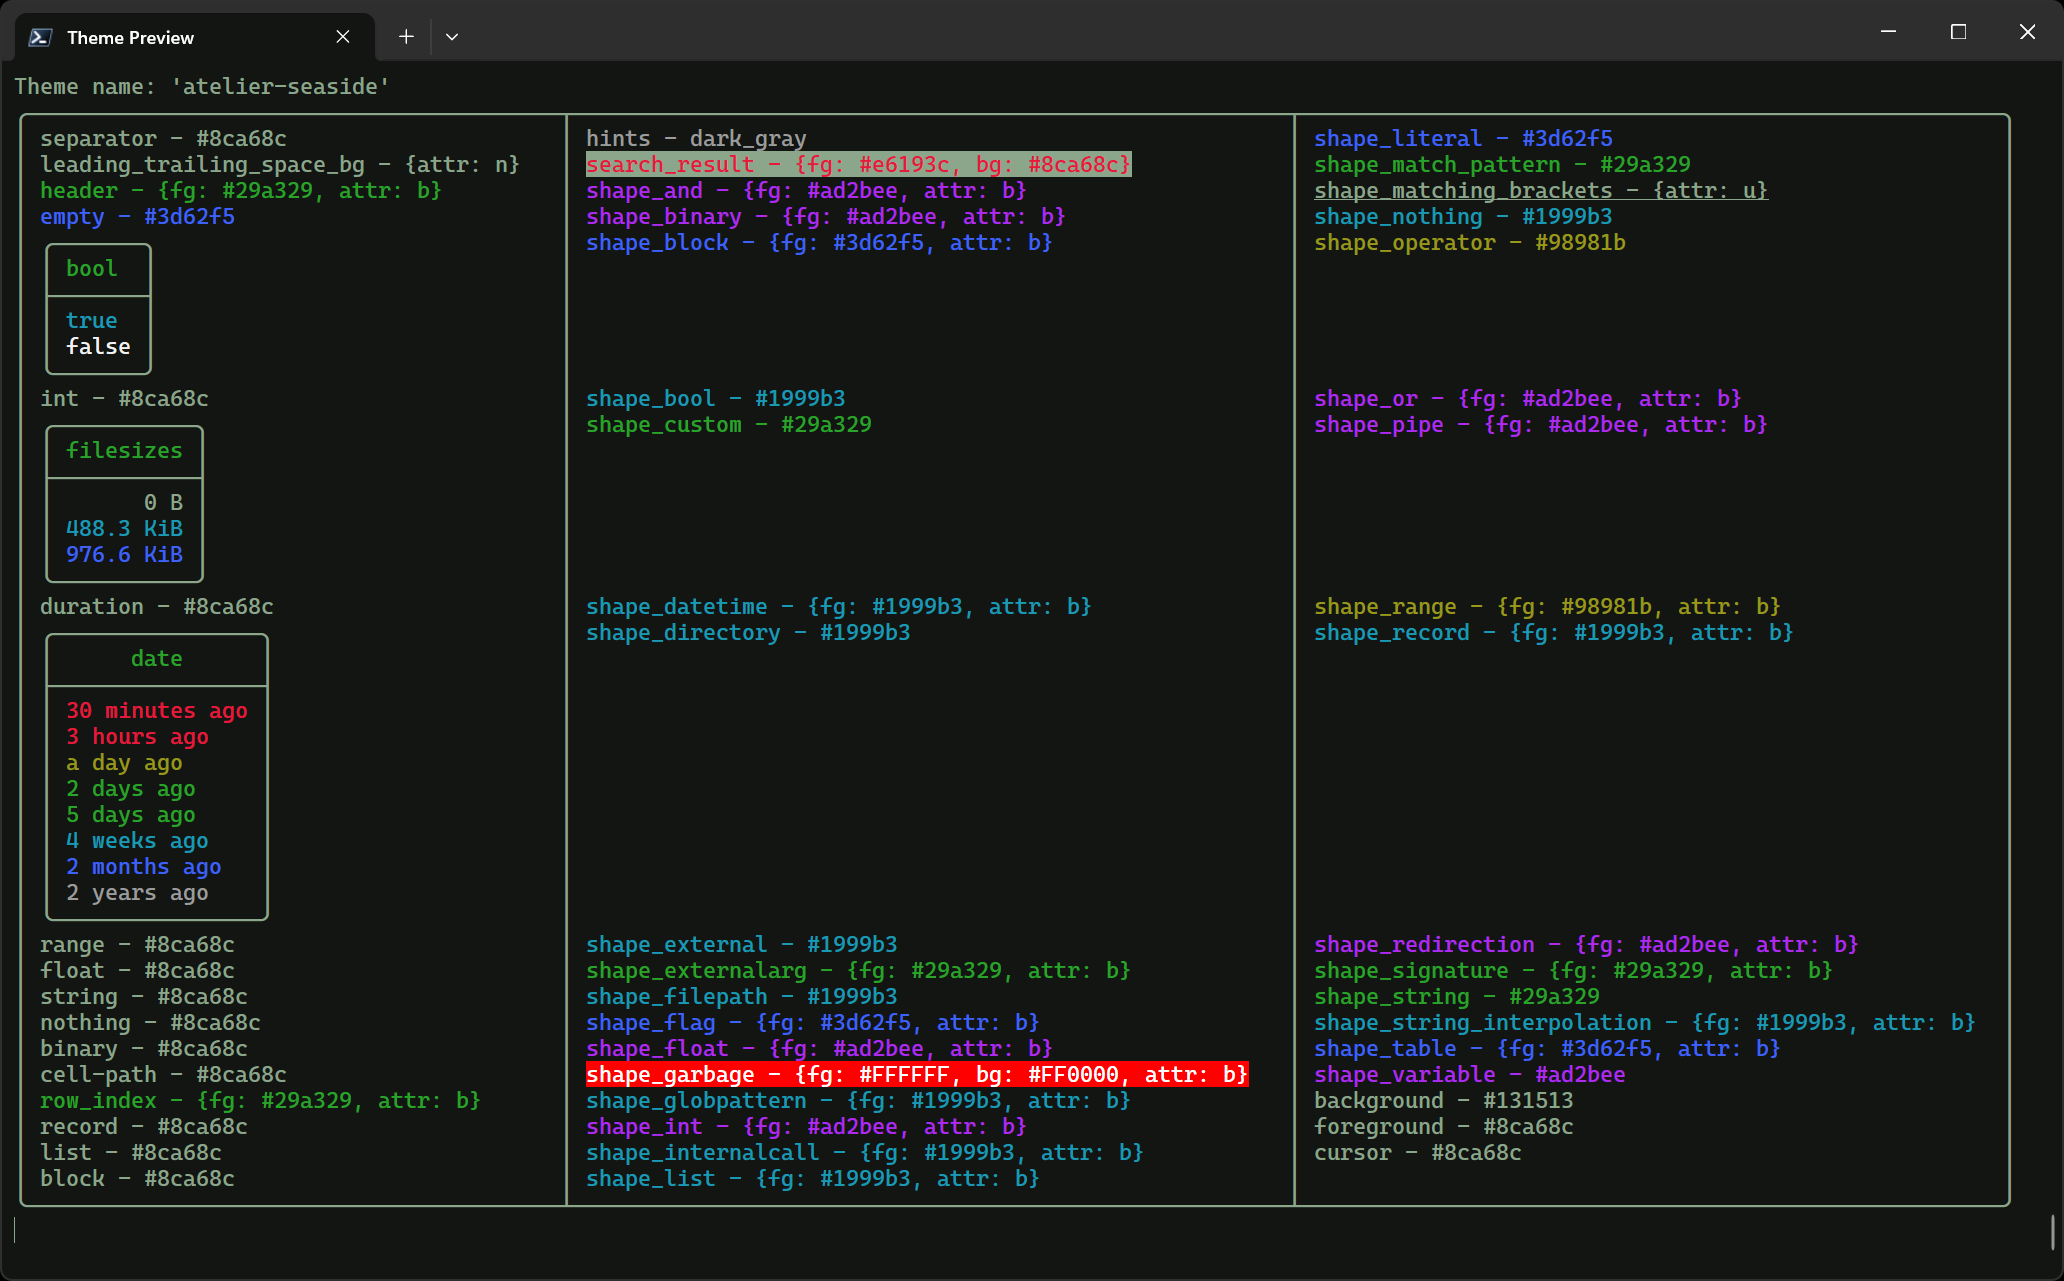 Theme Preview
Theme name: 'atelier-seaside'
separator - #8ca68c
leading_trailing_space_bg - {attr: n}
header - {fg: #29a329, attr: b}
empty - #3d62f5
bool
true
false
int - #8ca68c
filesizes
0 B
488.3 KiB
976.6 KiB
duration - #8ca68c
date
30 minutes ago
3 hours ago
a day ago
2 days ago
5 days ago
4 weeks ago
2 months ago
2 years ago
range - #8ca68c
float - #8ca68c
string - #8ca68c
nothing - #8ca68c
binary - #8ca68c
cell-path - #8ca68c
row_index - {fg: #29a329, attr: b}
record - #8ca68c
list - #8ca68c
block - #8ca68c
hints - dark_gray
search_result - {fg: #e6193c, bg: #8ca68c}
shape_and - {fg: #ad2bee, attr: b}
shape_binary - {fg: #ad2bee, attr: b}
shape_block - {fg: #3d62f5, attr: b}
shape_bool - #1999b3
shape_custom - #29a329
shape_datetime - {fg: #1999b3, attr: b}
shape_directory - #1999b3
shape_external - #1999b3
shape_externalarg - {fg: #29a329, attr: b}
shape_filepath - #1999b3
shape_flag - {fg: #3d62f5, attr: b}
shape_float - {fg: #ad2bee, attr: b}
shape_garbage - {fg: #FFFFFF, bg: #FF0000, attr: b}
shape_globpattern - {fg: #1999b3, attr: b}
shape_int - {fg: #ad2bee, attr: b}
shape_internalcall - {fg: #1999b3, attr: b}
shape_list - {fg: #1999b3, attr: b}
shape_literal - #3d62f5
shape_match_pattern - #29a329
shape_matching_brackets - {attr: u}
shape_nothing - #1999b3
shape_operator - #98981b
shape_or - {fg: #ad2bee, attr: b}
shape_pipe - {fg: #ad2bee, attr: b}
shape_range - {fg: #98981b, attr: b}
shape_record - {fg: #1999b3, attr: b}
shape_redirection - {fg: #ad2bee, attr: b}
shape_signature - {fg: #29a329, attr: b}
shape_string - #29a329
shape_string_interpolation - {fg: #1999b3, attr: b}
shape_table - {fg: #3d62f5, attr: b}
shape_variable - #ad2bee
background - #131513
foreground - #8ca68c
cursor - #8ca68c